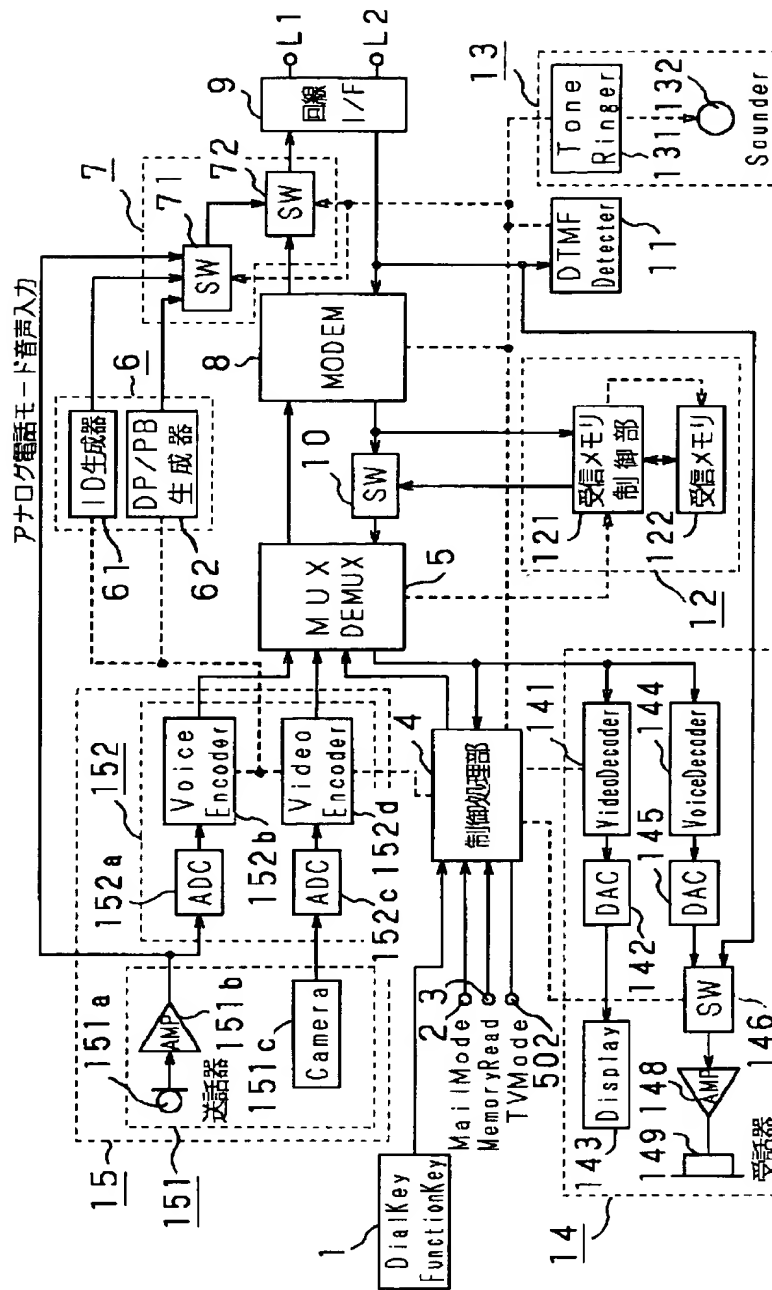 アナログ電話モード音声入力
15
151
151a
AMP
151b
送話器
151c
Camera
152
152a
ADC
Voice
Encoder
152b
152c
ADC
Video
Encoder
152d
61
ID生成器
6
DP/PB
生成器
62
7
71
SW
72
SW
9
回線
I/F
L1
L2
8
MODEM
10
SW
MUX
DEMUX
5
1
DialKey
FunctionKey
MailMode
2
MemoryRead
3
TVMode
502
4
制御処理部
12
121
受信メモリ
制御部
122
受信メモリ
DTMF
Detecter
11
13
Tone
Ringer
131
132
Saunder
14
141
VideoDecoder
144
VoiceDecoder
DAC
142
145
DAC
143
Display
SW
146
AMP
148
149
受話器